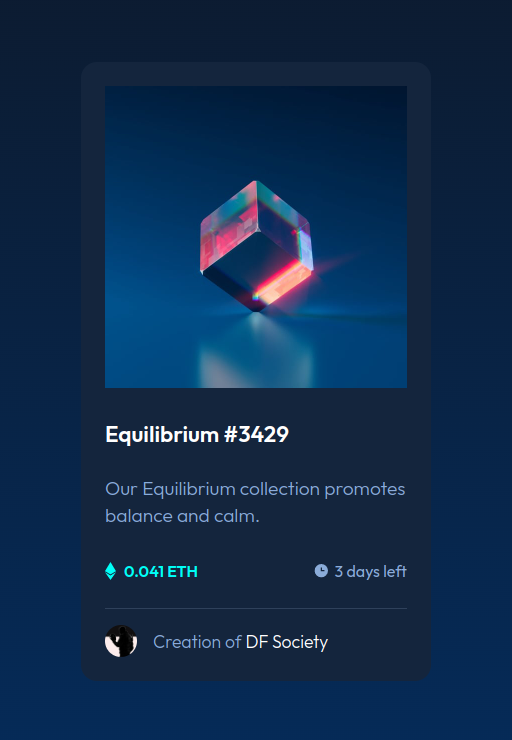 Equilibrium #3429
Our Equilibrium collection promotes
balance and calm.
0.041 ETH
3 days left
Creation of DF Society